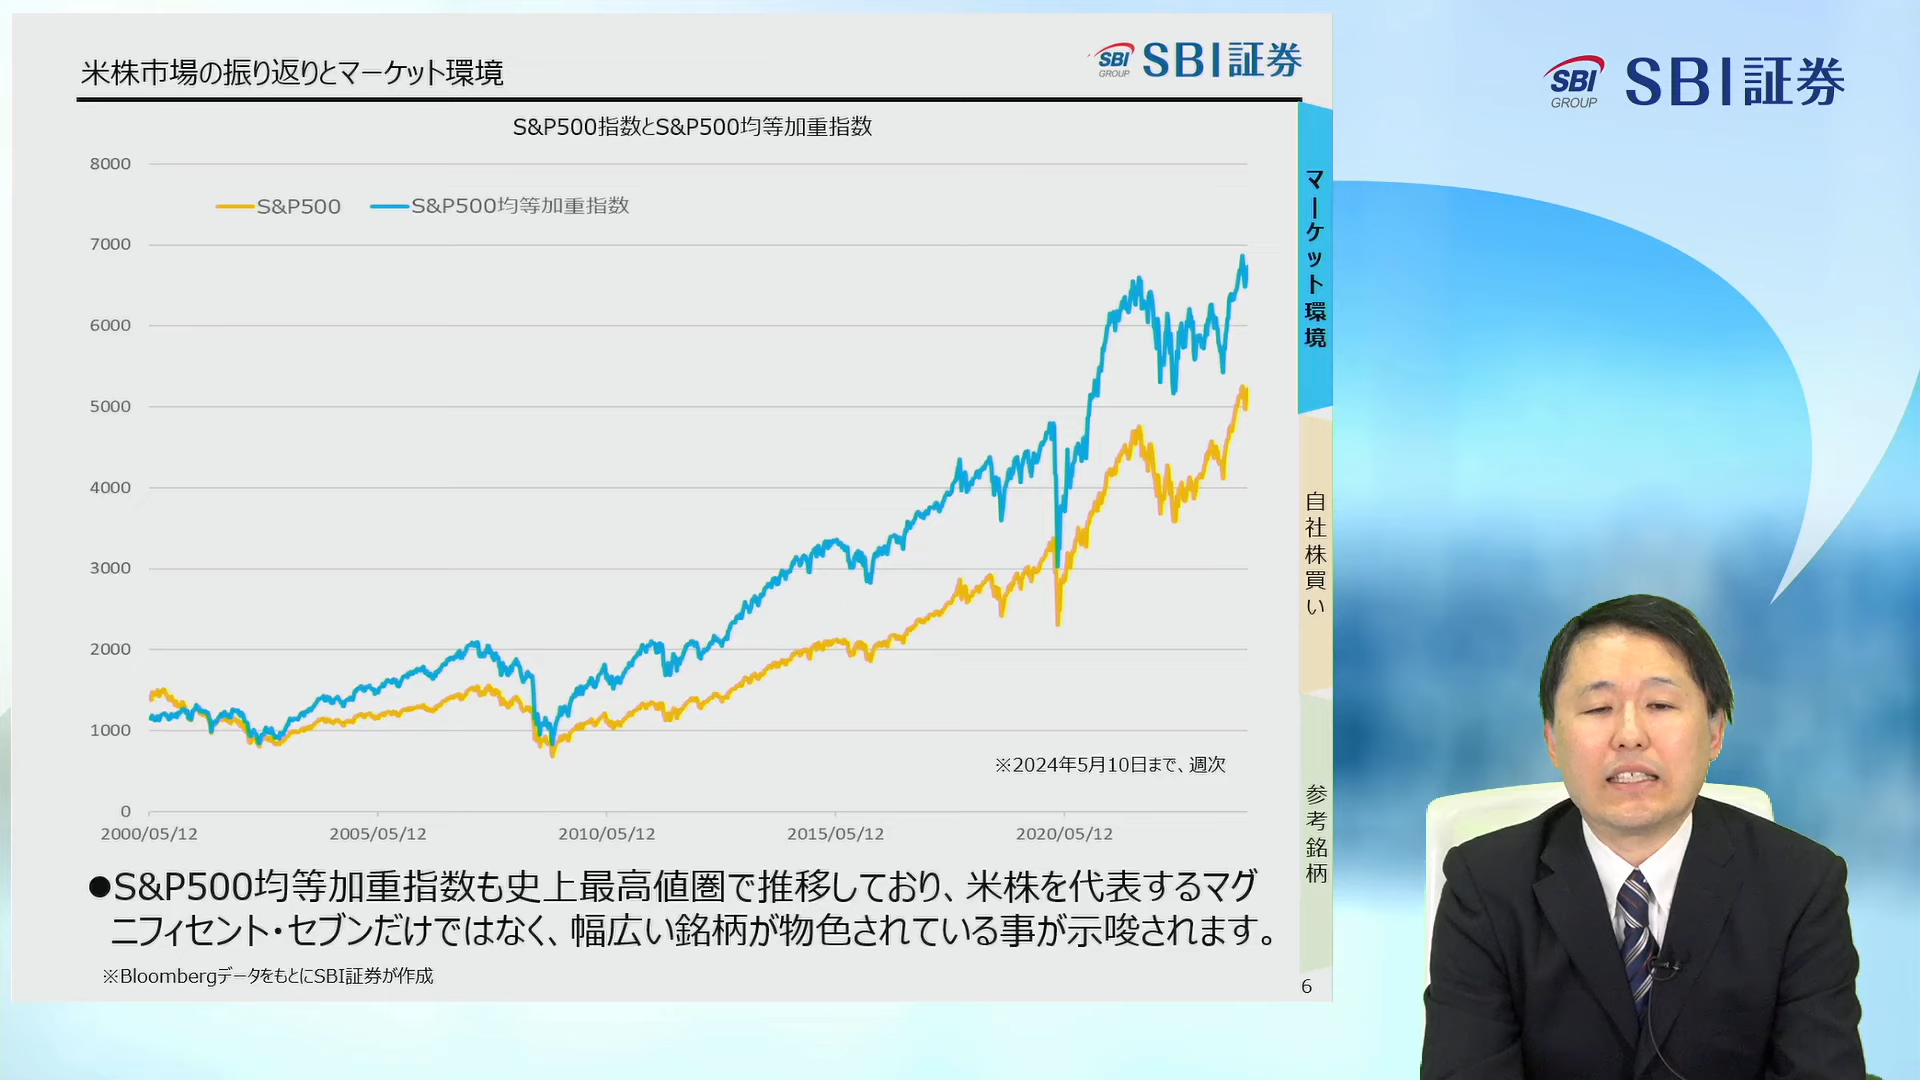 米株市場の振り返りとマーケット環境
SBI
GROUP
SBI証券
S&P500指数とS&P500均等加重指数
8000
7000
6000
5000
4000
3000
2000
1000
0
S&P500
S&P500均等加重指数
※2024年5月10日まで、週次
2000/05/12
2005/05/12
2010/05/12
2015/05/12
2020/05/12
●S&P500均等加重指数も史上最高値圏で推移しており、米株を代表するマグ
ニフィセント・セブンだけではなく、幅広い銘柄が物色されている事が示唆されます。
※Bloombergデータをもとに SBI証券が作成
6
マーケット環境
自社株買い
参考銘柄
SBI
GROUP
SBI証券